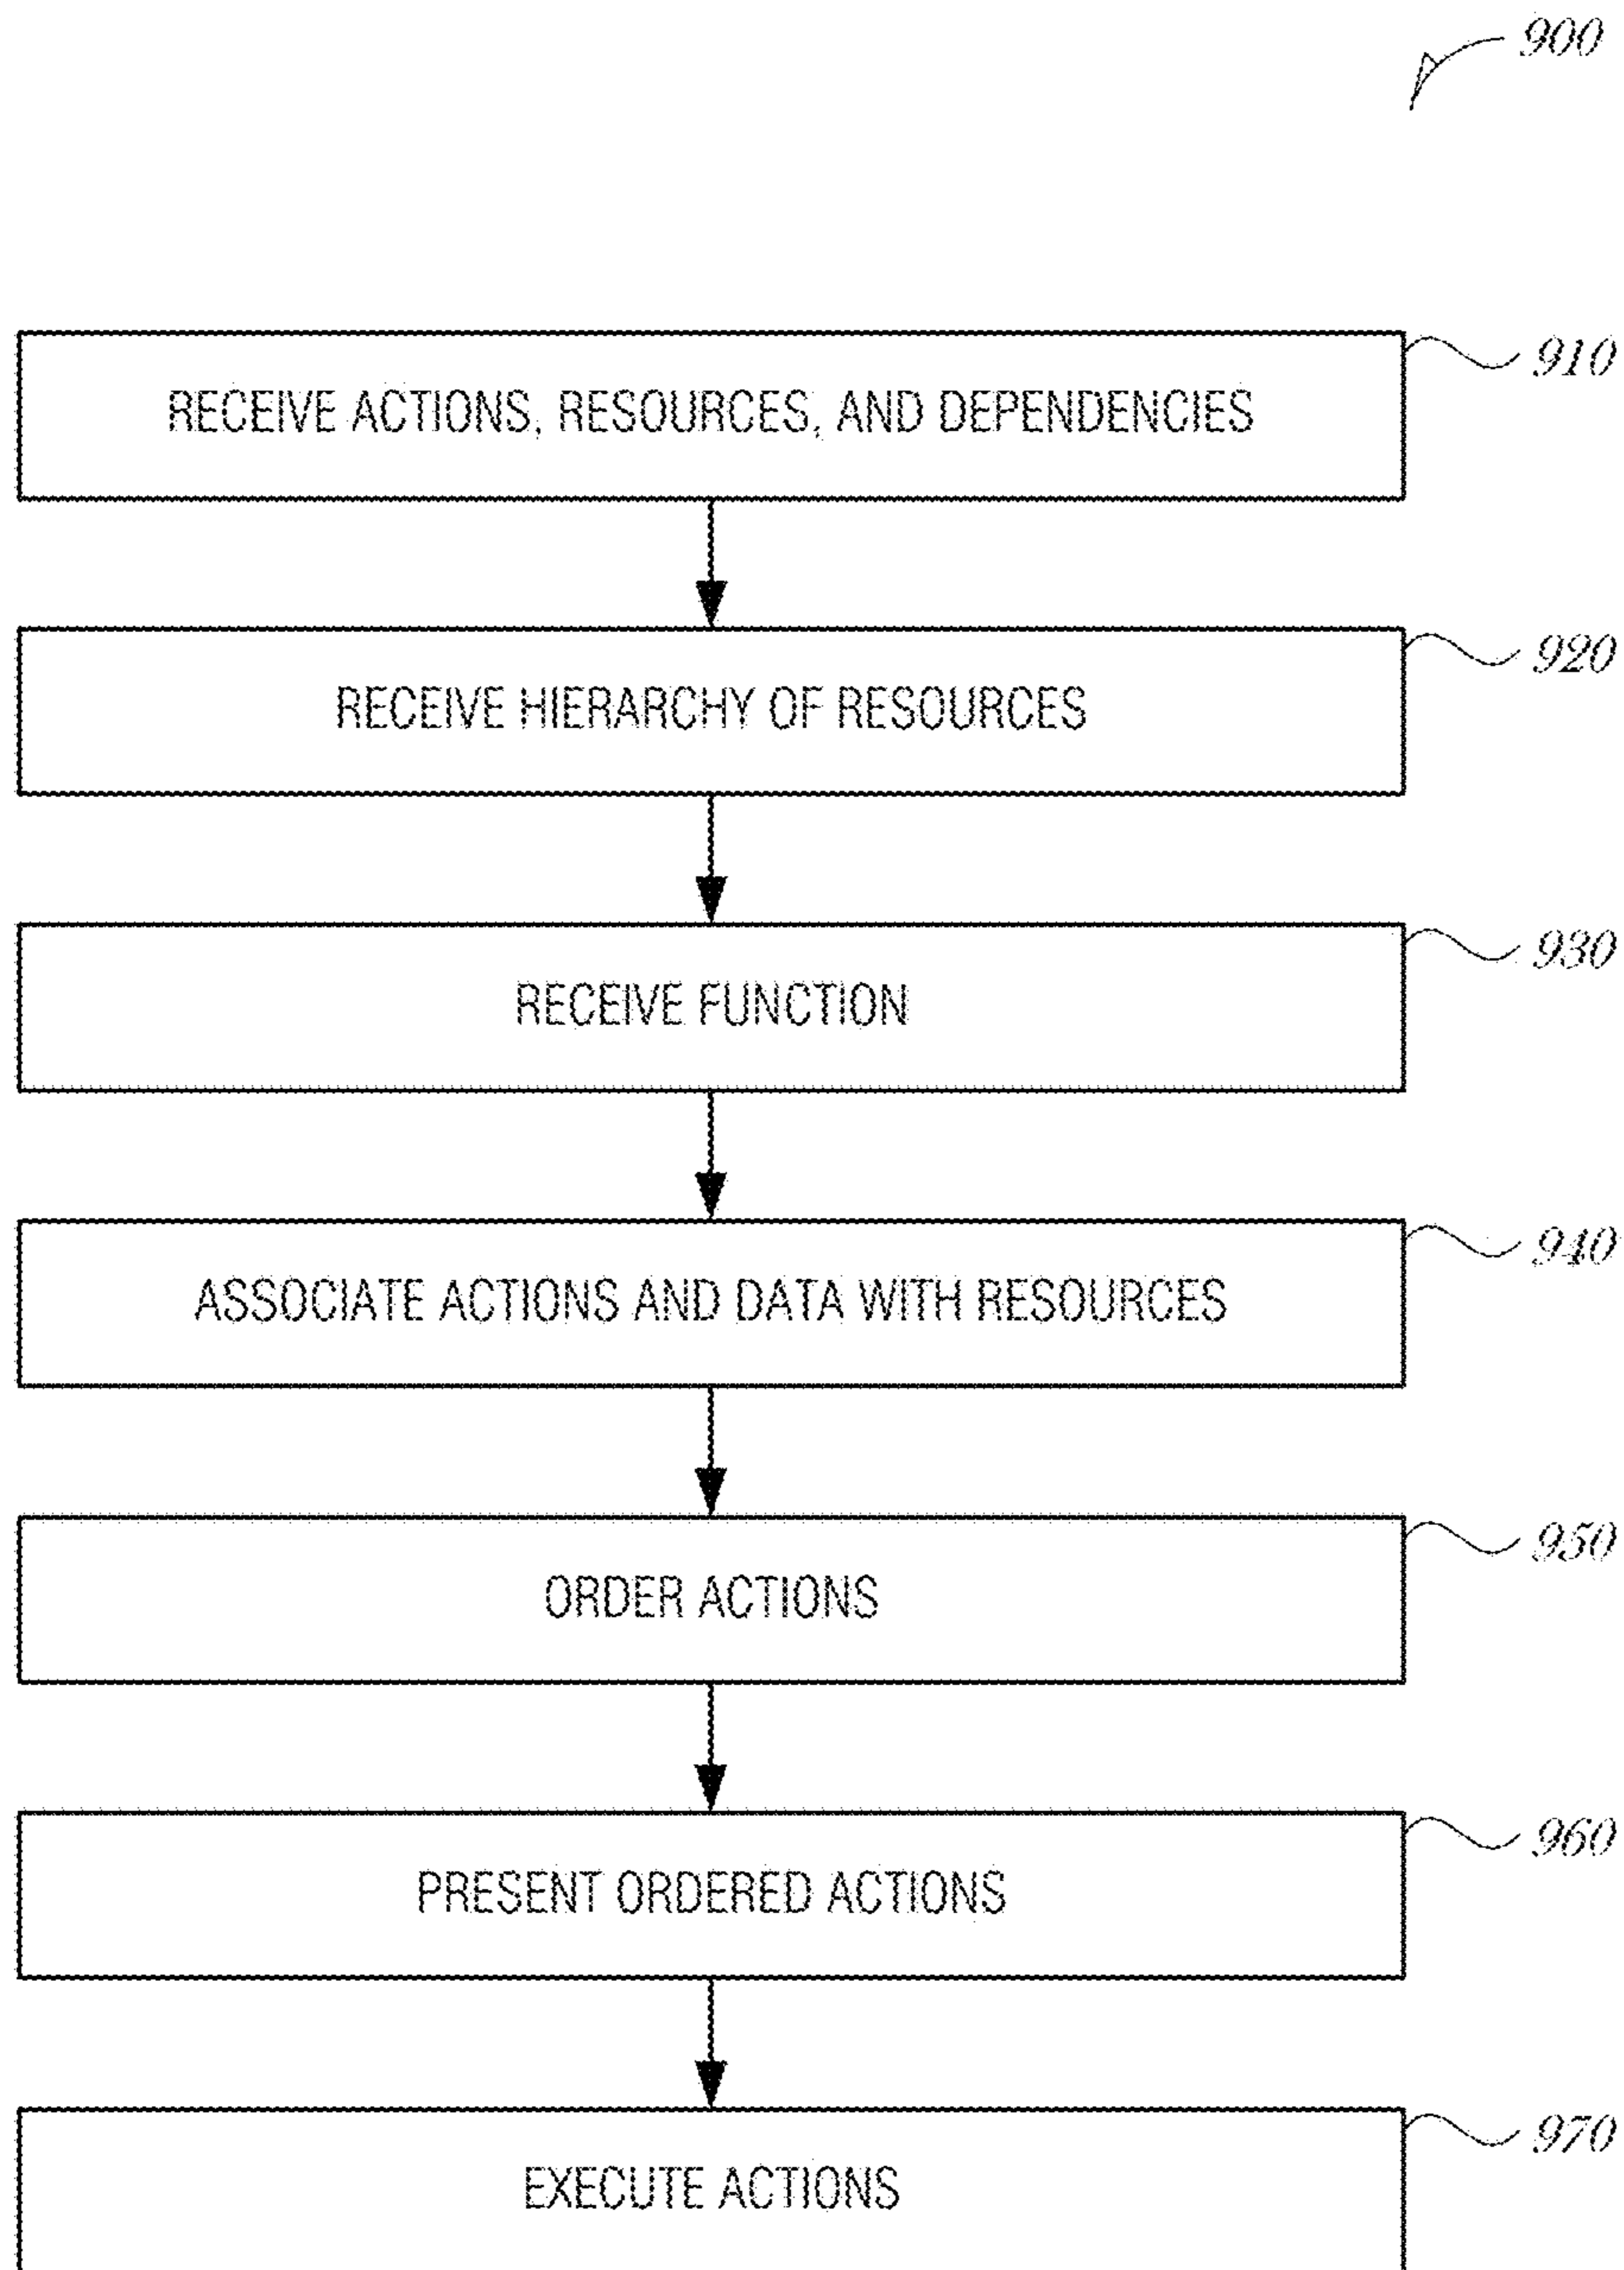 900
RECEIVE ACTIONS, RESOURCES, AND DEPENDENCIES
910
RECEIVE HIERARCHY OF RESOURCES
920
RECEIVE FUNCTION
930
ASSOCIATE ACTIONS AND DATA WITH RESOURCES
940
ORDER ACTIONS
950
PRESENT ORDERED ACTIONS
960
EXECUTE ACTIONS
970